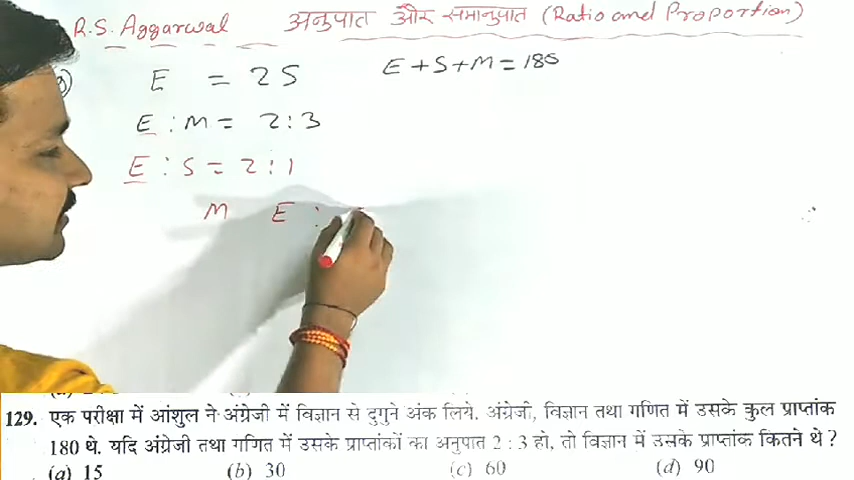 R.S. Aggarwal अनुपात और समानुपात (Ratio and Proportion)
E = 2S E + S + M = 180
E : M = 2 : 3
E : S = 2 : 1
M E :
129. एक परीक्षा में आंशुल ने अंग्रेजी में विज्ञान से दुगुने अंक लिये. अंग्रेजी, विज्ञान तथा गणित में उसके कुल प्राप्तांक
180 थे. यदि अंग्रेजी तथा गणित में उसके प्राप्तांकों का अनुपात 2 : 3 हो, तो विज्ञान में उसके प्राप्तांक कितने थे ?
(a) 15 (b) 30 (c) 60 (d) 90